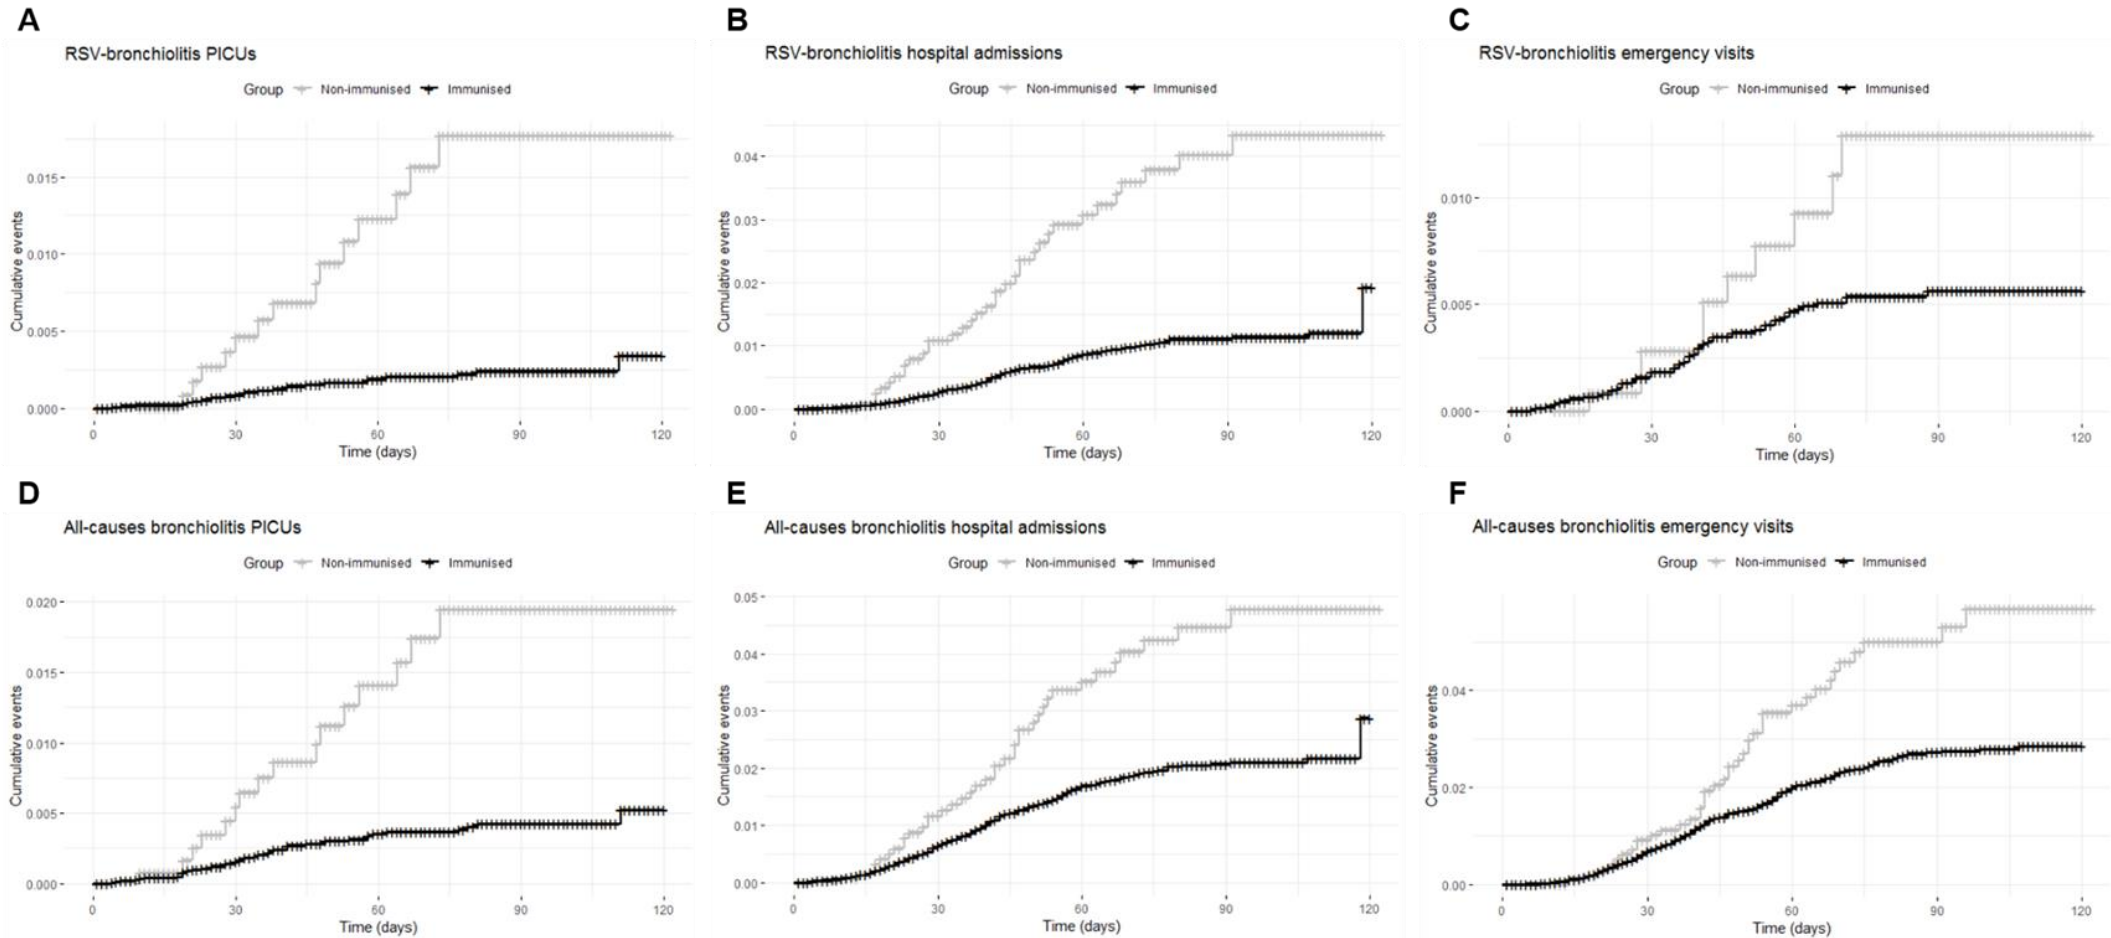 A
RSV-bronchiolitis PICUs
Group Non-immunised Immunised
Cumulative events
0.015
0.010
0.005
0.000
0 30 60 90 120
Time (days)
B
RSV-bronchiolitis hospital admissions
Group Non-immunised Immunised
Cumulative events
0.04
0.03
0.02
0.01
0.00
0 30 60 90 120
Time (days)
C
RSV-bronchiolitis emergency visits
Group Non-immunised Immunised
Cumulative events
0.010
0.005
0.000
0 30 60 90 120
Time (days)
D
All-causes bronchiolitis PICUs
Group Non-immunised Immunised
Cumulative events
0.020
0.015
0.010
0.005
0.000
0 30 60 90 120
Time (days)
E
All-causes bronchiolitis hospital admissions
Group Non-immunised Immunised
Cumulative events
0.05
0.04
0.03
0.02
0.01
0.00
0 30 60 90 120
Time (days)
F
All-causes bronchiolitis emergency visits
Group Non-immunised Immunised
Cumulative events
0.04
0.02
0.00
0 30 60 90 120
Time (days)